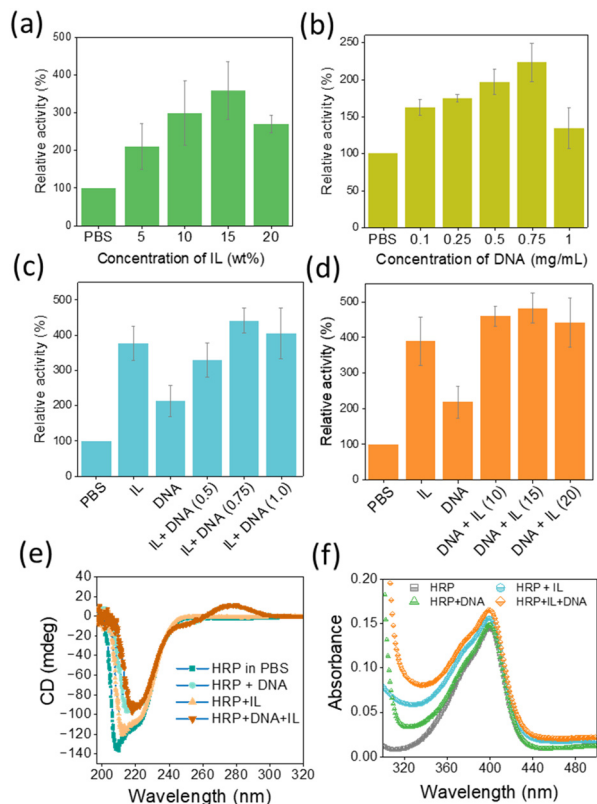 (a)
500
400
300
200
100
0
Relative activity (%)
PBS 5 10 15 20
Concentration of IL (wt%)
(b)
250
200
150
100
50
0
Relative activity (%)
PBS 0.1 0.25 0.5 0.75 1
Concentration of DNA (mg/mL)
(c)
400
300
200
100
0
Relative activity (%)
PBS
IL
DNA
IL+ DNA (0.5)
IL+ DNA (0.75)
IL+ DNA (1.0)
(d)
500
400
300
200
100
0
Relative activity (%)
PBS
IL
DNA
DNA + IL (10)
DNA + IL (15)
DNA + IL (20)
(e)
40
20
0
−20
−40
−60
−80
−100
−120
−140
CD (mdeg)
HRP in PBS
HRP + DNA
HRP+IL
HRP+DNA+IL
200 220 240 260 280 300 320
Wavelength (nm)
(f)
0.20
0.15
0.10
0.05
0.00
Absorbance
HRP HRP + IL
HRP+DNA HRP+IL+DNA
320 400 480
Wavelength (nm)